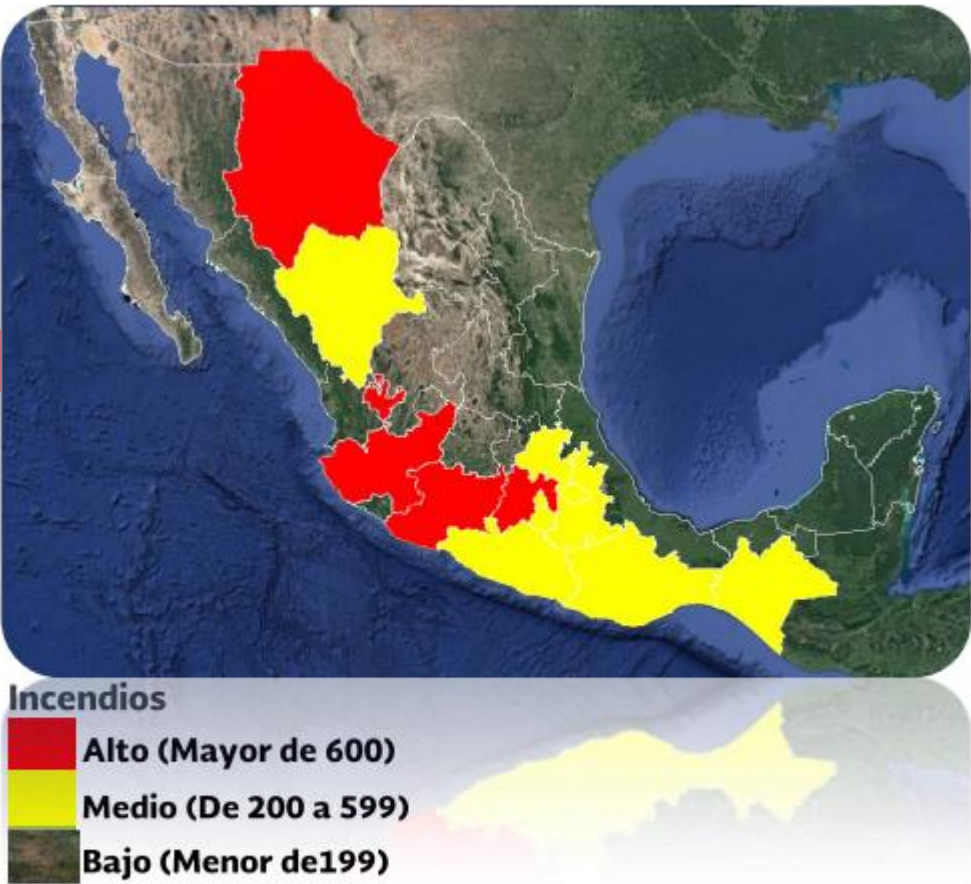 Incendios
Alto (Mayor de 600)
Medio (De 200 a 599)
Bajo (Menor de199)